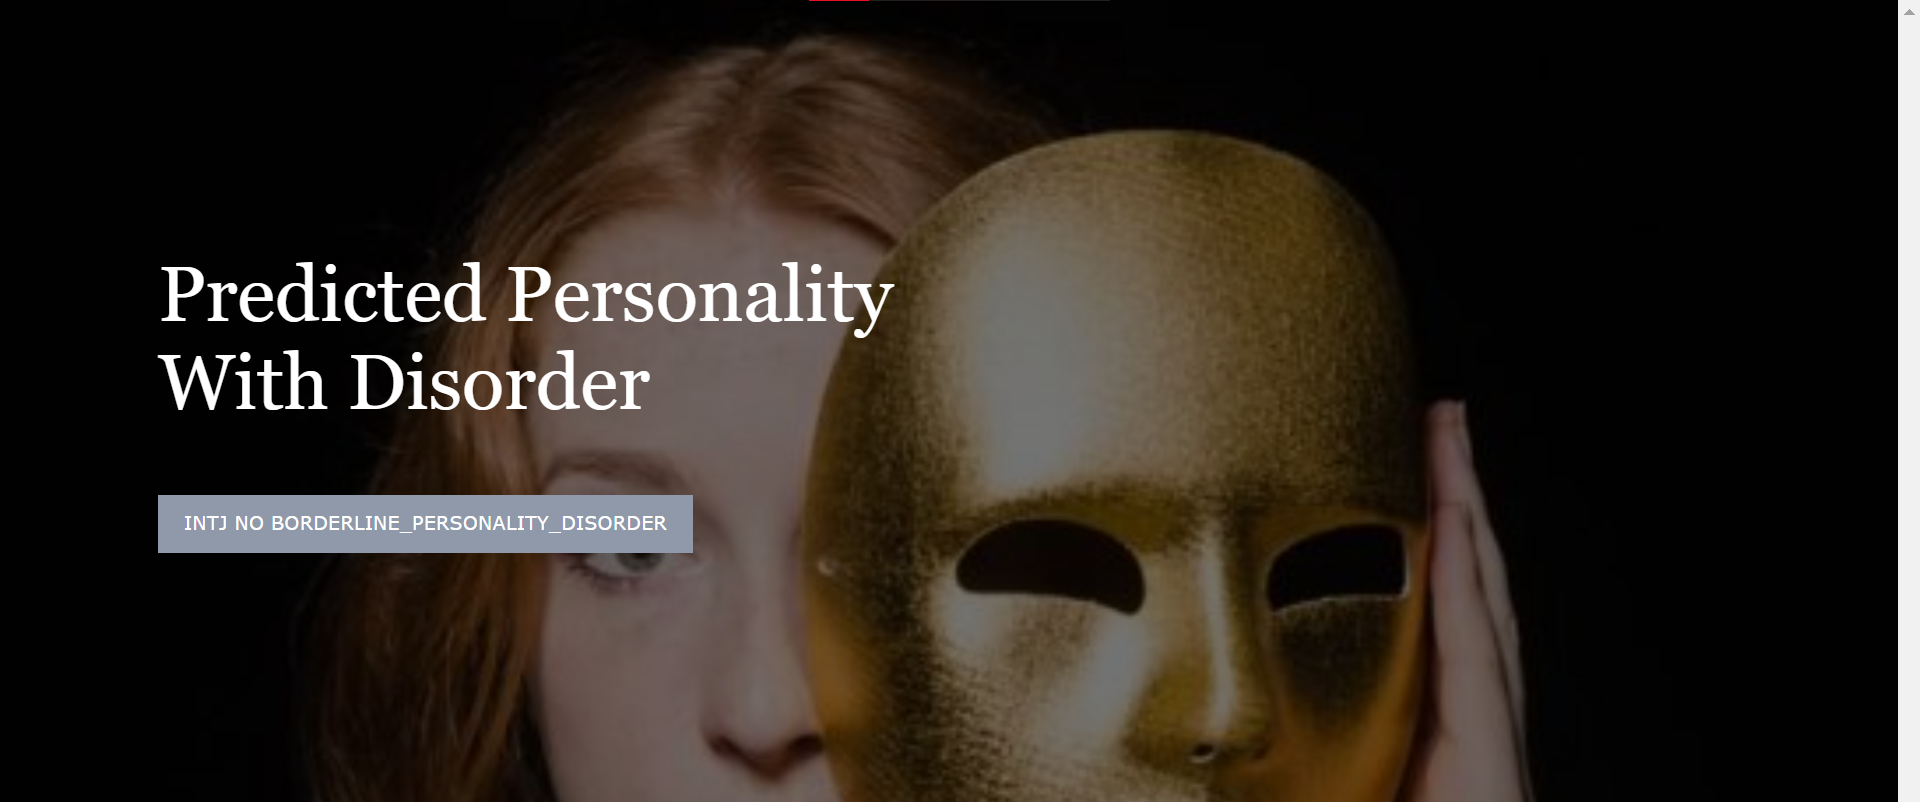 Predicted Personality
With Disorder
INTJ NO BORDERLINE_PERSONALITY_DISORDER